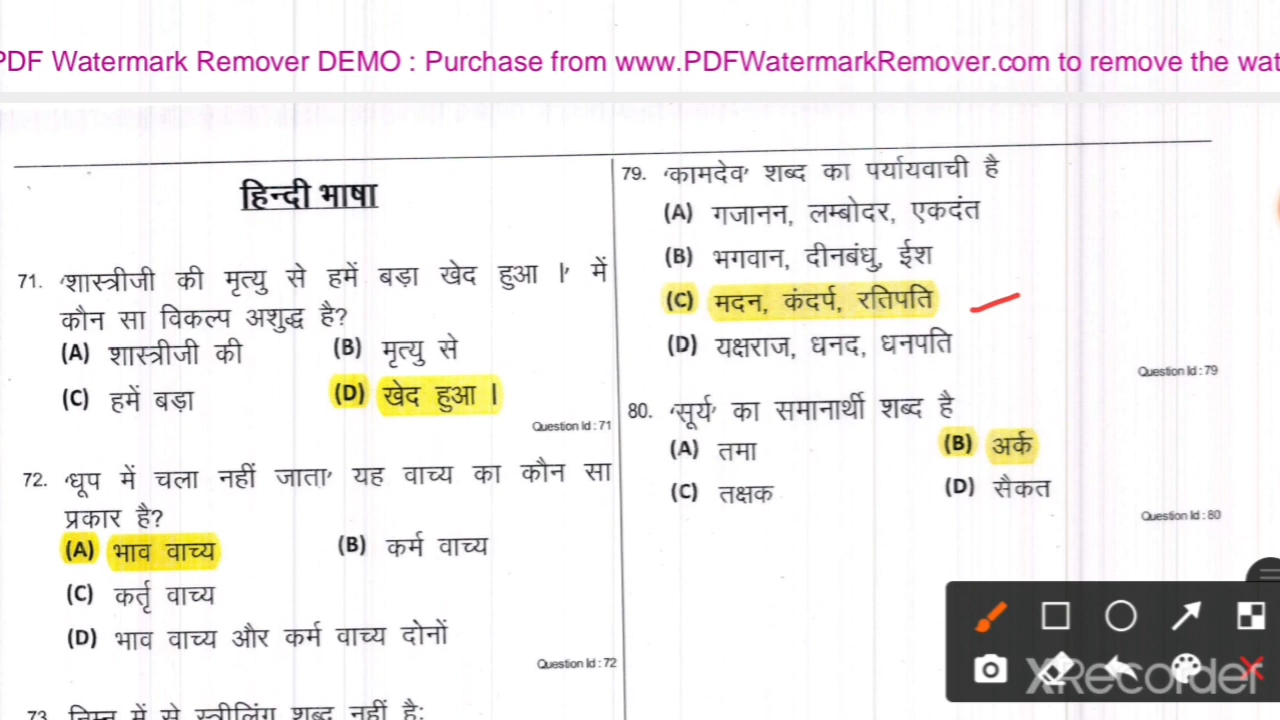 PDF Watermark Remover DEMO : Purchase from www.PDFWatermarkRemover.com to remove the wat
हिन्दी भाषा
71. 'शास्त्रीजी की मृत्यु से हमें बड़ा खेद हुआ ।' में
कौन सा विकल्प अशुद्ध है?
(A) शास्त्रीजी की (B) मृत्यु से
(C) हमें बड़ा (D) खेद हुआ ।
Question Id : 71
72. 'धूप में चला नहीं जाता' यह वाच्य का कौन सा
प्रकार है?
(A) भाव वाच्य (B) कर्म वाच्य
(C) कर्तृ वाच्य
(D) भाव वाच्य और कर्म वाच्य दोनों
Question Id : 72
73 निम्न में से स्त्रीलिंग शब्द नहीं है:
79. 'कामदेव' शब्द का पर्यायवाची है
(A) गजानन, लम्बोदर, एकदंत
(B) भगवान, दीनबंधु, ईश
(C) मदन, कंदर्प, रतिपति
(D) यक्षराज, धनद, धनपति
Question Id : 79
80. 'सूर्य' का समानार्थी शब्द है
(A) तमा (B) अर्क
(C) तक्षक (D) सैकत
Question Id : 80
XRecorder